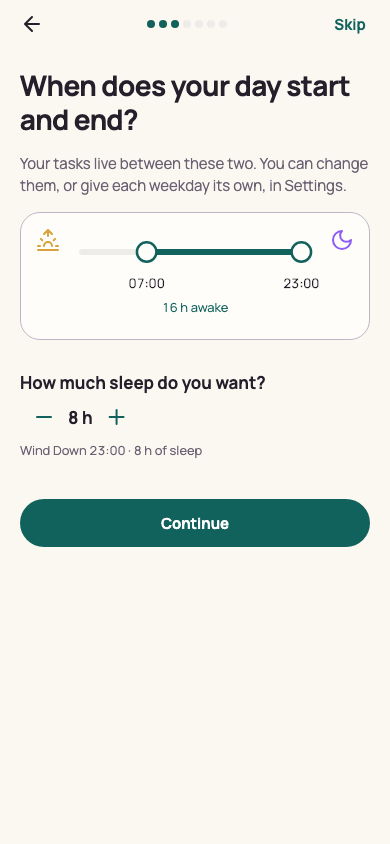 Skip
When does your day start
and end?
Your tasks live between these two. You can change
them, or give each weekday its own, in Settings.
07:00
23:00
16 h awake
How much sleep do you want?
8 h
Wind Down 23:00 · 8 h of sleep
Continue